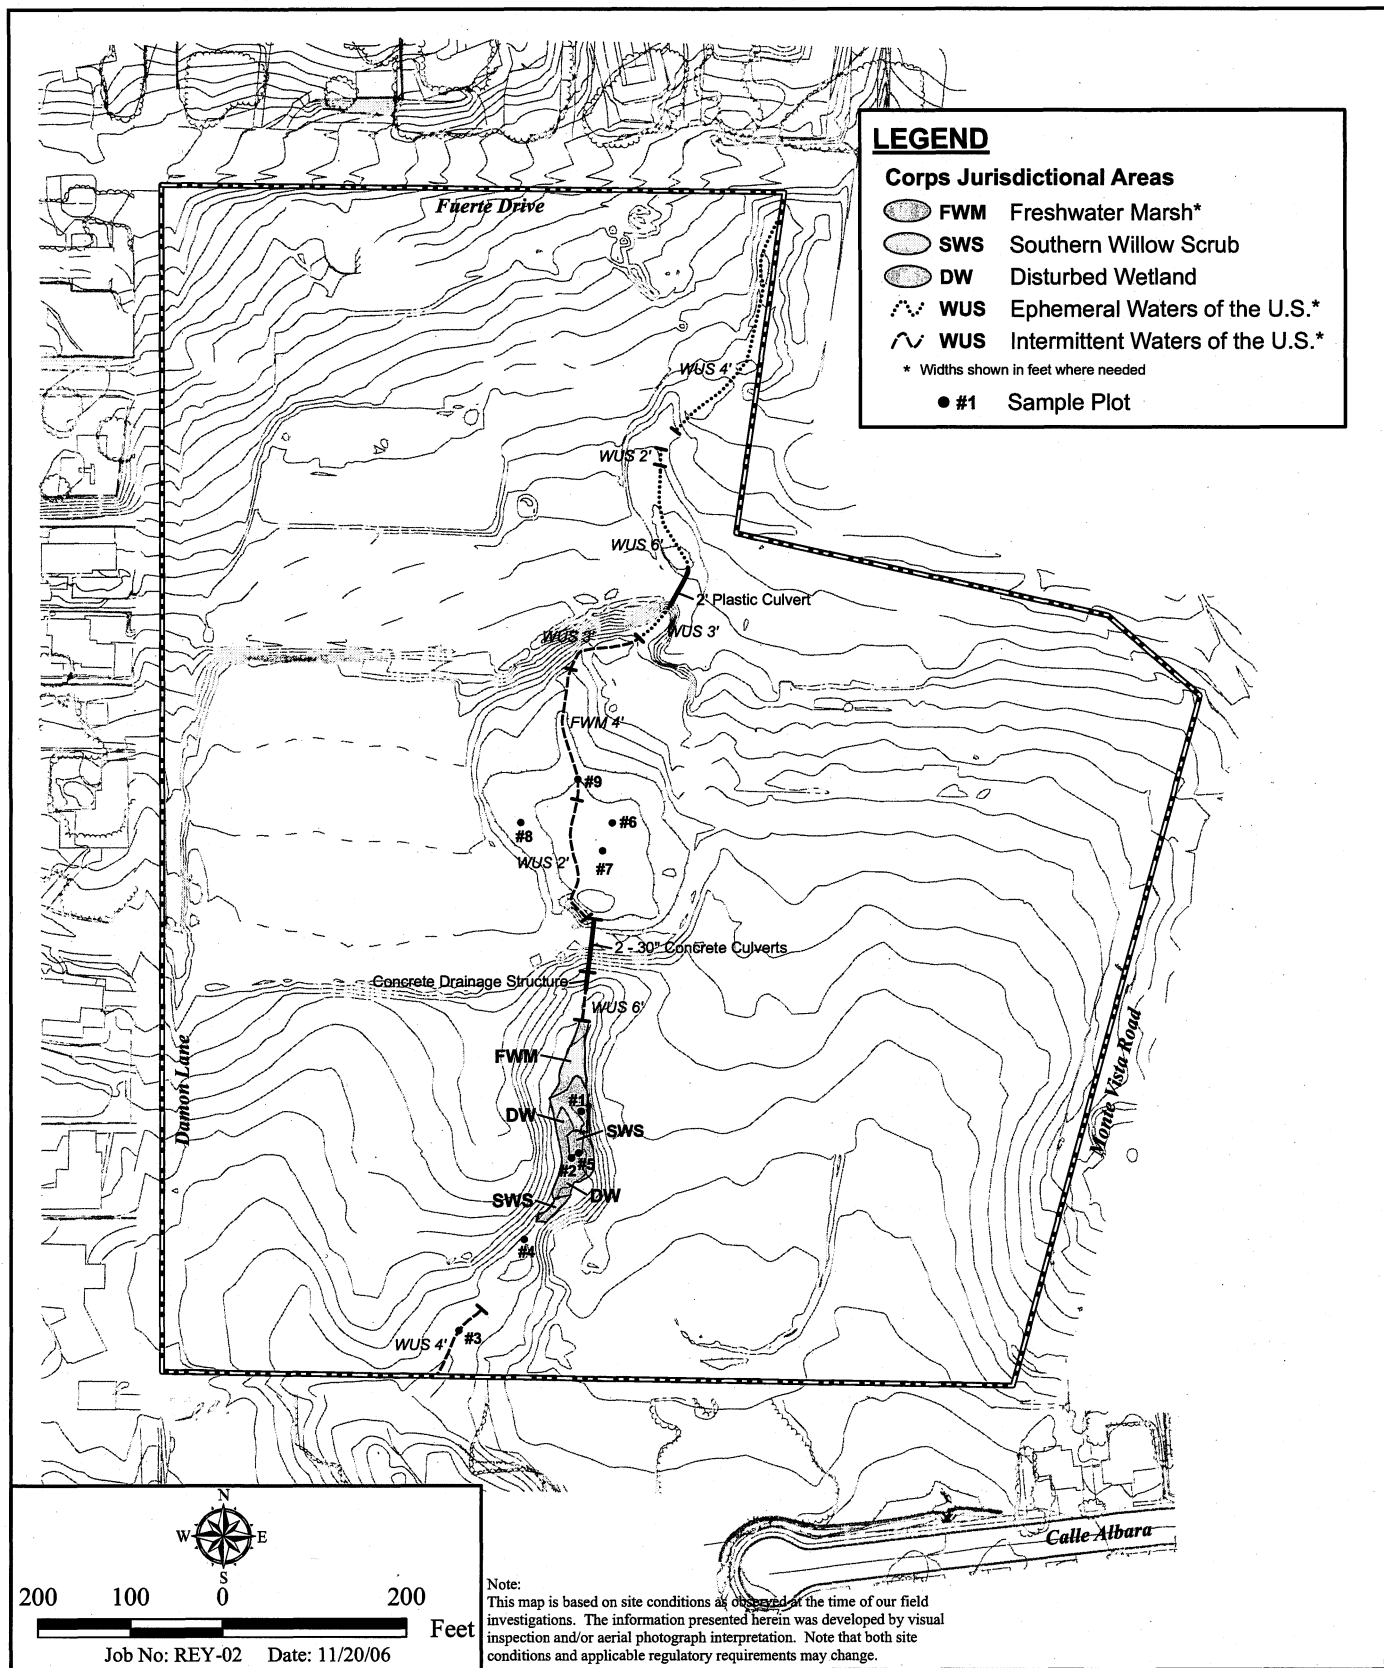 LEGEND
Corps Jurisdictional Areas
FWM Freshwater Marsh*
SWS Southern Willow Scrub
DW Disturbed Wetland
WUS Ephemeral Waters of the U.S.*
WUS Intermittent Waters of the U.S.*
* Widths shown in feet where needed
#1 Sample Plot
Fuerte Drive
WUS 4'
WUS 2'
WUS 6'
2' Plastic Culvert
WUS 3'
WUS 3'
FWM 4'
#9
#8
#6
#7
WUS 2'
2 - 30" Concrete Culverts
Concrete Drainage Structure
WUS 6'
FWM
#1
DW
SWS
#2
#5
SWS
DW
#4
WUS 4'
#3
Damon Lane
Monte Vista Road
Calle Albara
N
W E
S
200 100 0 200
Feet
Job No: REY-02 Date: 11/20/06
Note:
This map is based on site conditions as observed at the time of our field
investigations. The information presented herein was developed by visual
inspection and/or aerial photograph interpretation. Note that both site
conditions and applicable regulatory requirements may change.